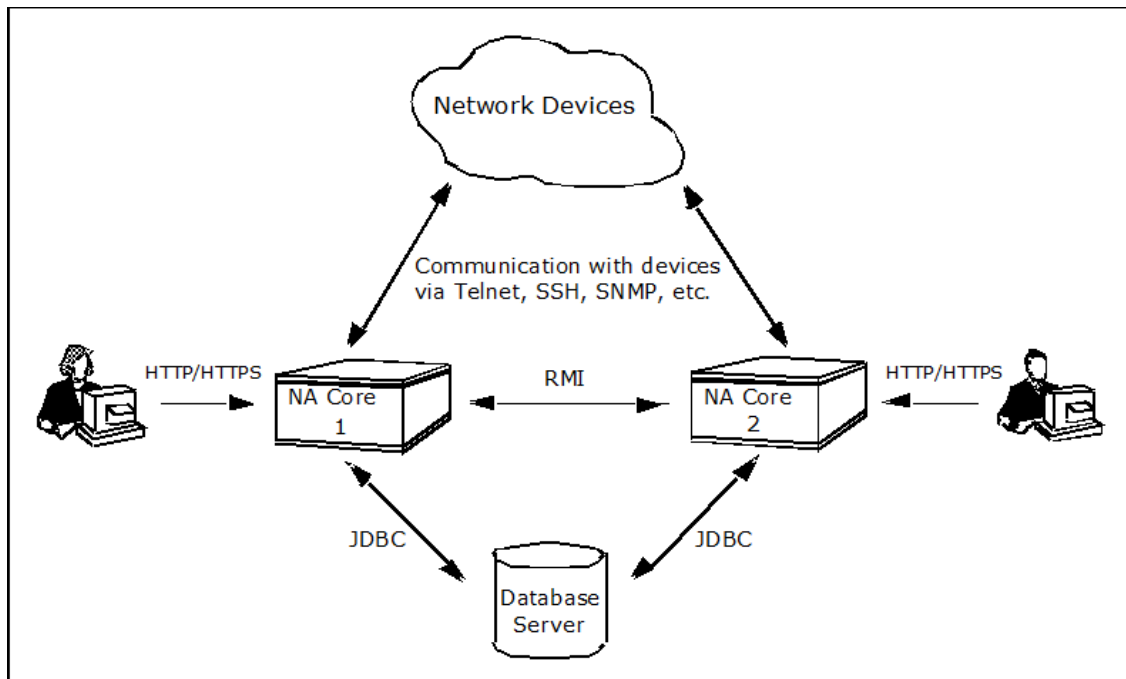 Network Devices
Communication with devices
via Telnet, SSH, SNMP, etc.
HTTP/HTTPS
NA Core
1
RMI
NA Core
2
HTTP/HTTPS
JDBC
JDBC
Database
Server